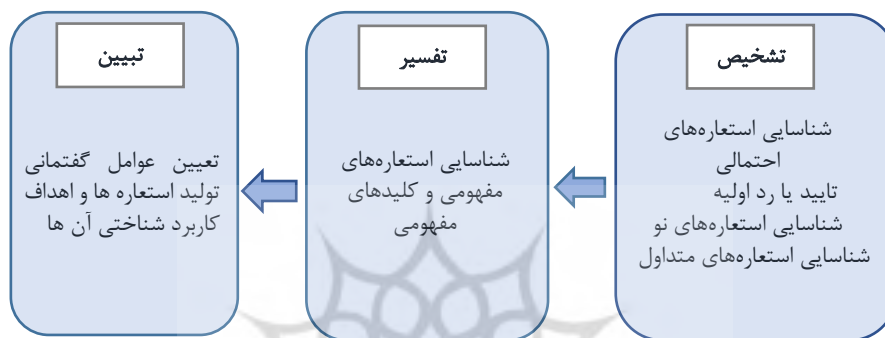 تشخیص
شناسایی استعاره‌های
احتمالی
تایید یا رد اولیه
شناسایی استعاره‌های نو
شناسایی استعاره‌های متداول
تفسیر
شناسایی استعاره‌های
مفهومی و کلیدهای
مفهومی
تبیین
تعیین عوامل گفتمانی
تولید استعاره ها و اهداف
کاربرد شناختی آن ها